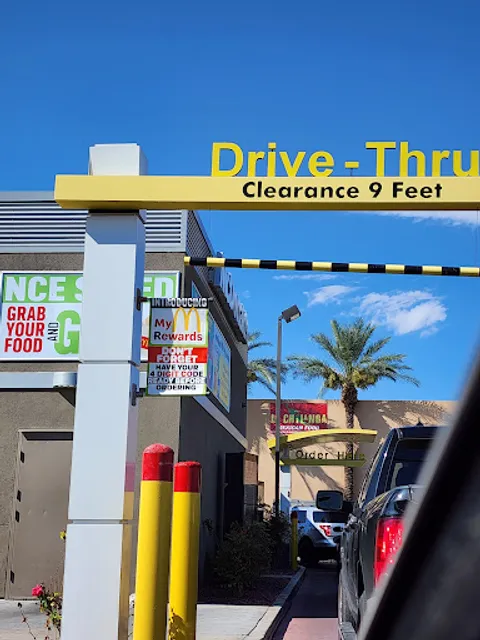 Drive-Thru
Clearance 9 Feet
INTRODUCING
My
Rewards
DON'T
FORGET
HAVE YOUR
4 DIGIT CODE
READY BEFORE
ORDERING
GRAB
YOUR
FOOD
AND
Order